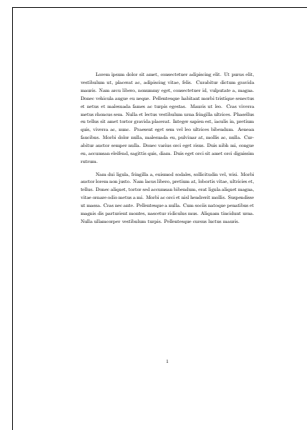 Lorem ipsum dolor sit amet, consectetuer adipiscing elit. Ut purus elit,
vestibulum ut, placerat ac, adipiscing vitae, felis. Curabitur dictum gravida
mauris. Nam arcu libero, nonummy eget, consectetuer id, vulputate a, magna.
Donec vehicula augue eu neque. Pellentesque habitant morbi tristique senectus
et netus et malesuada fames ac turpis egestas. Mauris ut leo. Cras viverra
metus rhoncus sem. Nulla et lectus vestibulum urna fringilla ultrices. Phasellus
eu tellus sit amet tortor gravida placerat. Integer sapien est, iaculis in, pretium
quis, viverra ac, nunc. Praesent eget sem vel leo ultrices bibendum. Aenean
faucibus. Morbi dolor nulla, malesuada eu, pulvinar at, mollis ac, nulla. Cur-
abitur auctor semper nulla. Donec varius orci eget risus. Duis nibh mi, congue
eu, accumsan eleifend, sagittis quis, diam. Duis eget orci sit amet orci dignissim
rutrum.
Nam dui ligula, fringilla a, euismod sodales, sollicitudin vel, wisi. Morbi
auctor lorem non justo. Nam lacus libero, pretium at, lobortis vitae, ultricies et,
tellus. Donec aliquet, tortor sed accumsan bibendum, erat ligula aliquet magna,
vitae ornare odio metus a mi. Morbi ac orci et nisl hendrerit mollis. Suspendisse
ut massa. Cras nec ante. Pellentesque a nulla. Cum sociis natoque penatibus et
magnis dis parturient montes, nascetur ridiculus mus. Aliquam tincidunt urna.
Nulla ullamcorper vestibulum turpis. Pellentesque cursus luctus mauris.
1